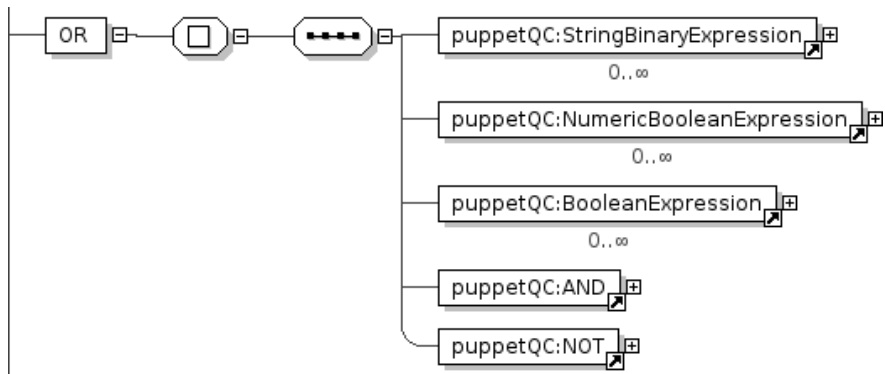 OR
puppetQC:StringBinaryExpression
0..∞
puppetQC:NumericBooleanExpression
0..∞
puppetQC:BooleanExpression
0..∞
puppetQC:AND
puppetQC:NOT